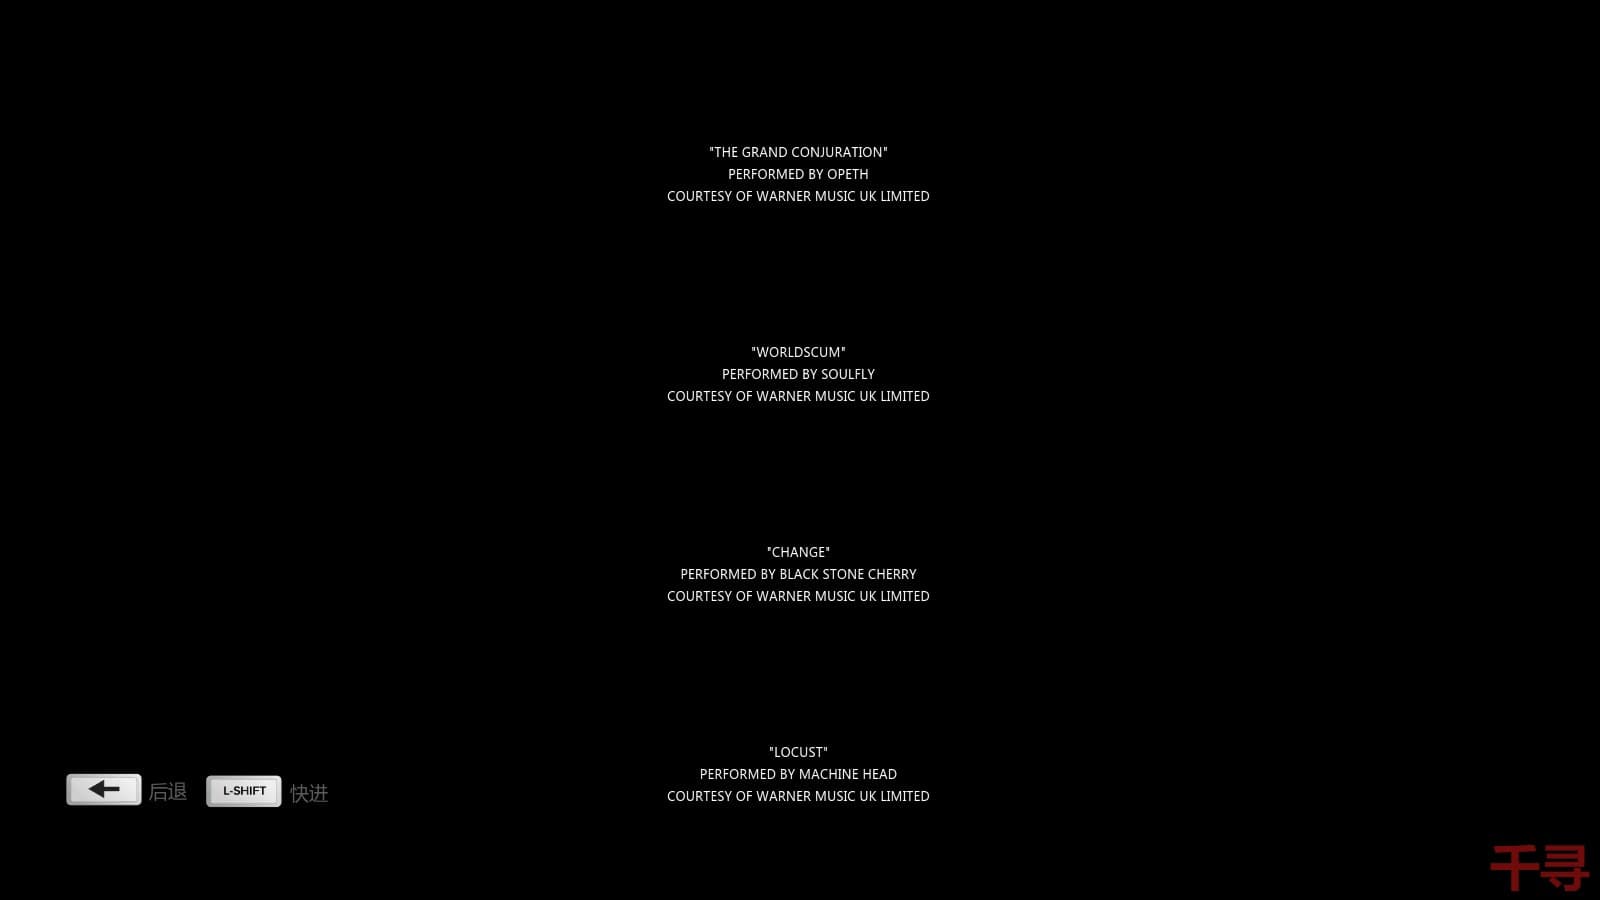 "THE GRAND CONJURATION"
PERFORMED BY OPETH
COURTESY OF WARNER MUSIC UK LIMITED
"WORLDSCUM"
PERFORMED BY SOULFLY
COURTESY OF WARNER MUSIC UK LIMITED
"CHANGE"
PERFORMED BY BLACK STONE CHERRY
COURTESY OF WARNER MUSIC UK LIMITED
"LOCUST"
PERFORMED BY MACHINE HEAD
COURTESY OF WARNER MUSIC UK LIMITED
后退 L-SHIFT 快进
千寻